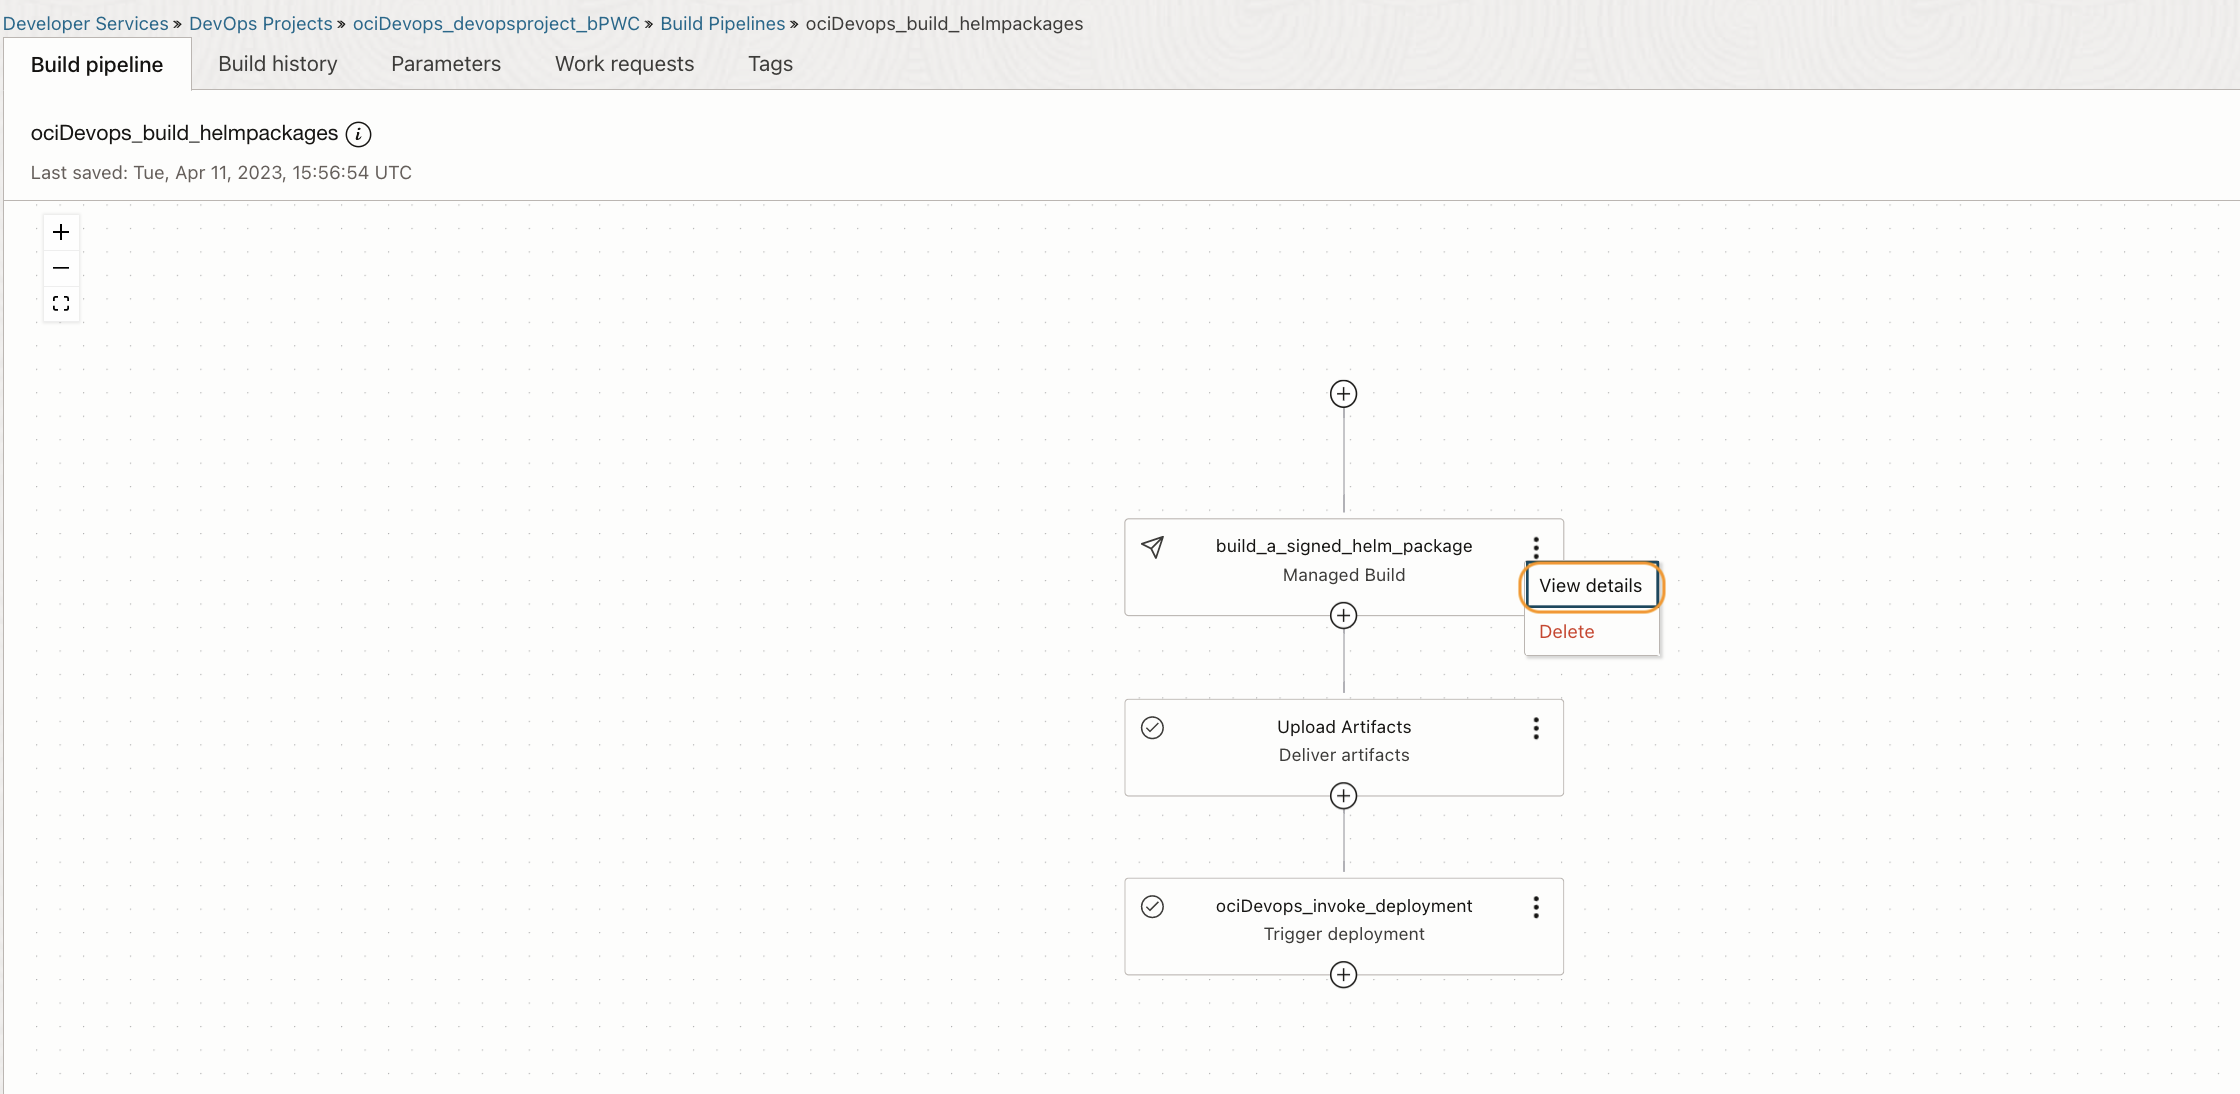 Developer Services » DevOps Projects » ociDevops_devopsproject_bPWC » Build Pipelines » ociDevops_build_helmpackages
Build pipeline Build history Parameters Work requests Tags
ociDevops_build_helmpackages i
Last saved: Tue, Apr 11, 2023, 15:56:54 UTC
build_a_signed_helm_package
Managed Build
View details
Delete
Upload Artifacts
Deliver artifacts
ociDevops_invoke_deployment
Trigger deployment